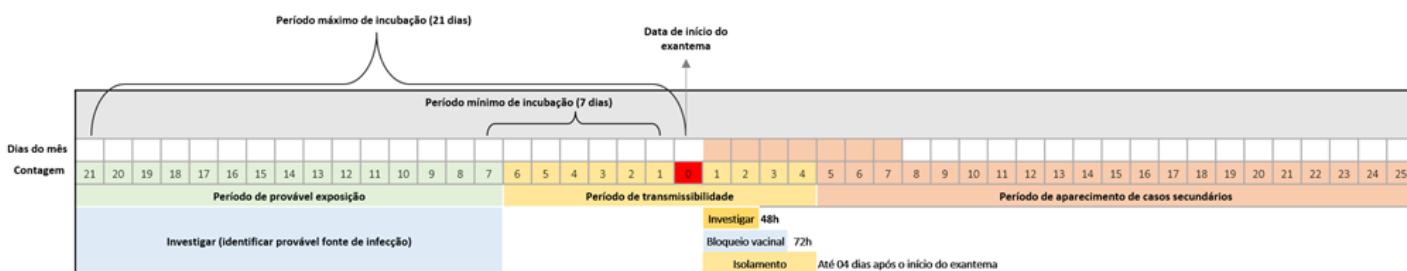 Período máximo de incubação (21 dias)
Data de início do
exantema
Período mínimo de incubação (7 dias)
Dias do mês
Contagem 21 20 19 18 17 16 15 14 13 12 11 10 9 8 7 6 5 4 3 2 1 0 1 2 3 4 5 6 7 8 9 10 11 12 13 14 15 16 17 18 19 20 21 22 23 24 25
Período de provável exposição Período de transmissibilidade Período de aparecimento de casos secundários
Investigar 48h
Investigar (identificar provável fonte de infecção) Bloqueio vacinal 72h
Isolamento Até 04 dias após o início do exantema